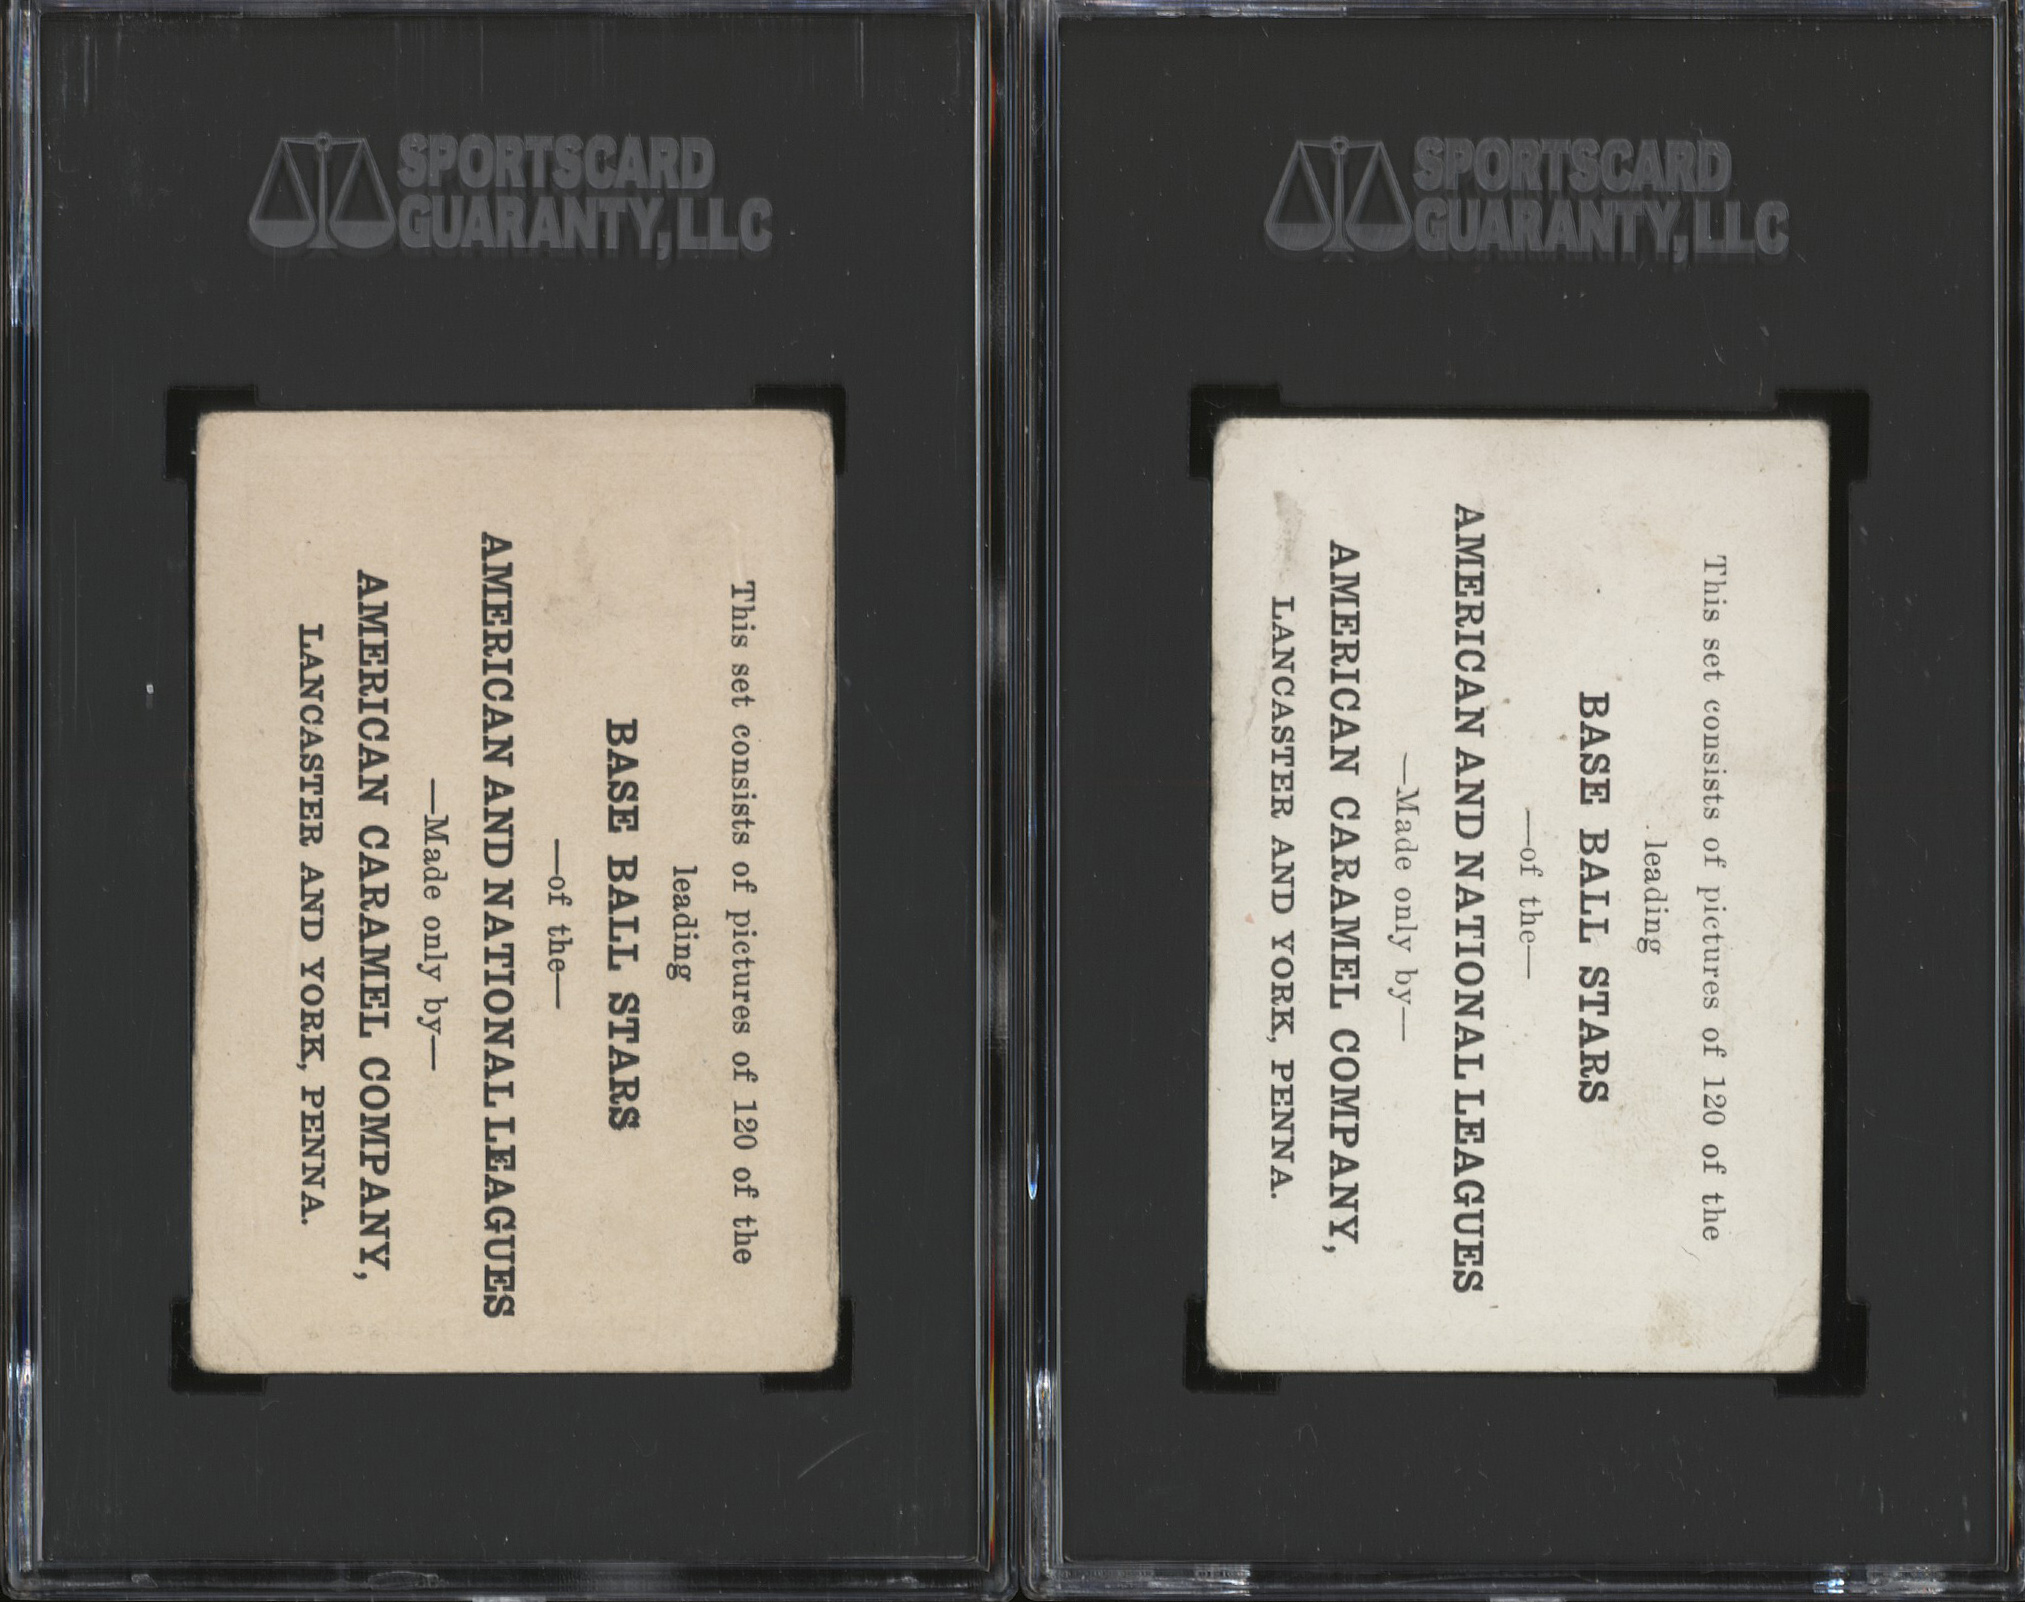 SPORTSCARD
GUARANTY, LLC
This set consists of pictures of 120 of the
leading
BASE BALL STARS
—of the—
AMERICAN AND NATIONAL LEAGUES
—Made only by—
AMERICAN CARAMEL COMPANY,
LANCASTER AND YORK, PENNA.
SPORTSCARD
GUARANTY, LLC
This set consists of pictures of 120 of the
leading
BASE BALL STARS
—of the—
AMERICAN AND NATIONAL LEAGUES
—Made only by—
AMERICAN CARAMEL COMPANY,
LANCASTER AND YORK, PENNA.